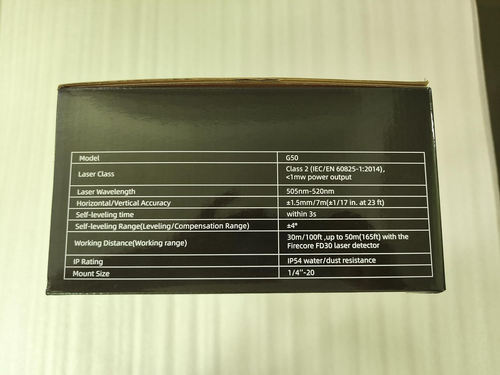 Model G50
Laser Class Class 2 (IEC/EN 60825-1:2014),
<1mw power output
Laser Wavelength 505nm-520nm
Horizontal/Vertical Accuracy ±1.5mm/7m(±1/17 in. at 23 ft)
Self-leveling time within 3s
Self-leveling Range(Leveling/Compensation Range) ±4°
Working Distance(Working range) 30m/100ft ,up to 50m(165ft) with the
Firecore FD30 laser detector
IP Rating IP54 water/dust resistance
Mount Size 1/4''-20